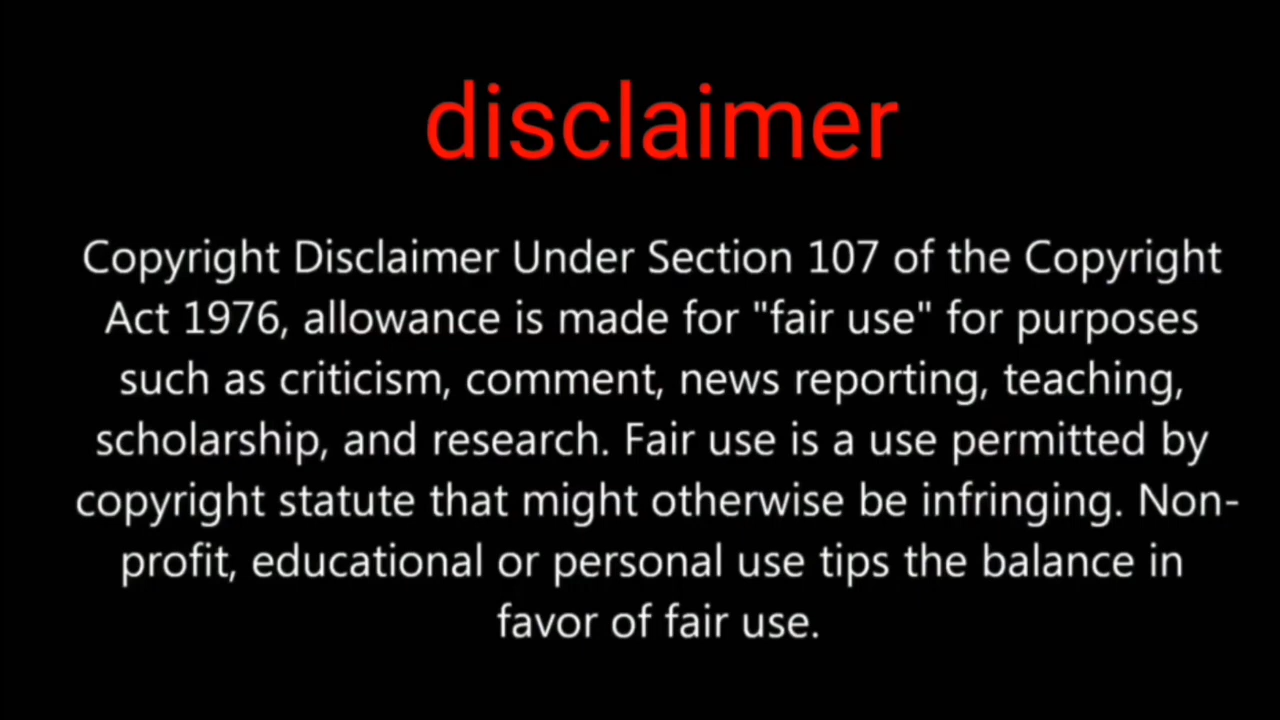 disclaimer
Copyright Disclaimer Under Section 107 of the Copyright
Act 1976, allowance is made for "fair use" for purposes
such as criticism, comment, news reporting, teaching,
scholarship, and research. Fair use is a use permitted by
copyright statute that might otherwise be infringing. Non-
profit, educational or personal use tips the balance in
favor of fair use.